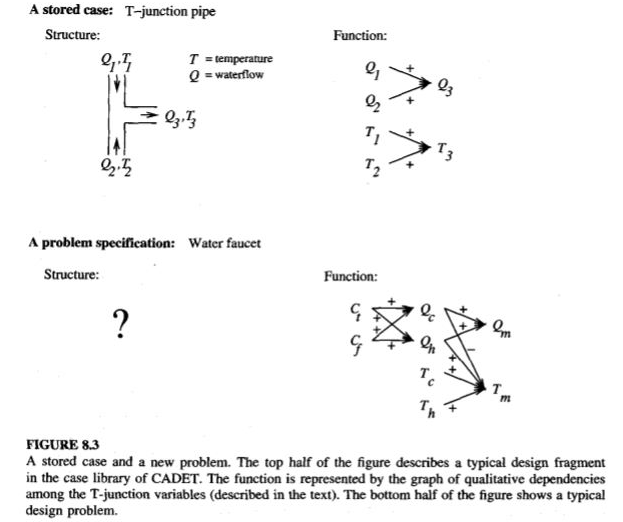 A stored case: T-junction pipe
Structure:
Function:
Q1,T1
T = temperature
Q = waterflow
Q3,T3
Q2,T2
Q1 +
Q3
Q2 +
T1 +
T3
T2 +
A problem specification: Water faucet
Structure:
Function:
?
Ct + Qc +
+ + Qm
+ +
Cf + Qh −
+
Tc +
Tm
Th +
FIGURE 8.3
A stored case and a new problem. The top half of the figure describes a typical design fragment
in the case library of CADET. The function is represented by the graph of qualitative dependencies
among the T-junction variables (described in the text). The bottom half of the figure shows a typical
design problem.